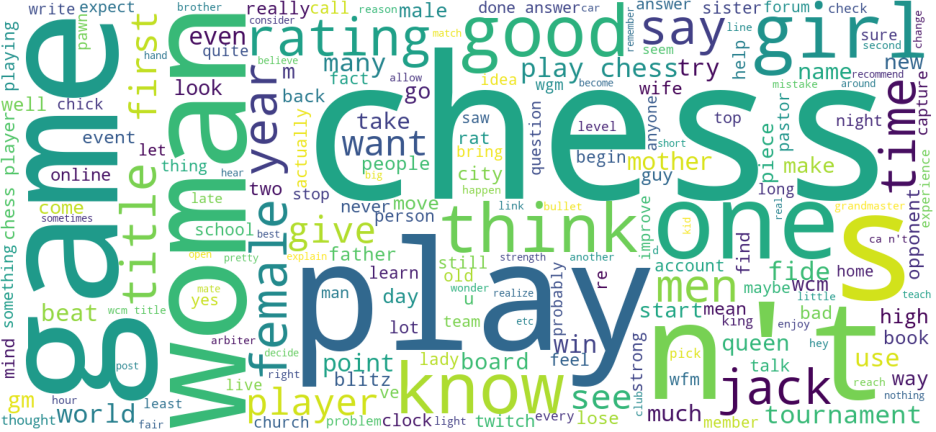 write
expect
brother
reason
call
consider
male
done answer
car
remember
answer
sister
forum
check
playing
pawn
hand
even
quite
rating
really
match
good
say
girl
line
sure
second
change
game
woman
first
many
believe
fact
allow
idea
play chess
wgm
become
seem
try
help
name
new
recommend
well
chick
look
year
m
back
go
saw
wife
mistake
around
event
let
title
thing
online
want
take
rat
people
bring
city
actually
chess
question
level
begin
anyone
short
guy
top
mother
piece
pastor
night
make
time
capture
experience
hear
two
stop
big
happen
come
sometimes
late
school
never
person
move
link
bullet
improve
kid
real
long
grandmaster
opponent
something
chess player
mind
best
female
give
think
one
s
ca n't
pretty
open
explain
father
still
strength
another
find
account
fide
home
teach
beat
mate
yes
man
play
learn
old
wonder
realize
u
probably
re
men
maybe
wcm
little
wcm title
arbiter
decide
day
team
etc
start
mean
king
enjoy
bad
high
post
right
lot
lady
board
win
feel
strong
club
n't
queen
talk
hey
book
gm
hour
live
point
blitz
ve
know
see
wfm
pick
jack
use
reach
way
thought
world
least
fair
church
player
problem
clock
light
twitch
every
lose
much
member
tournament
nothing